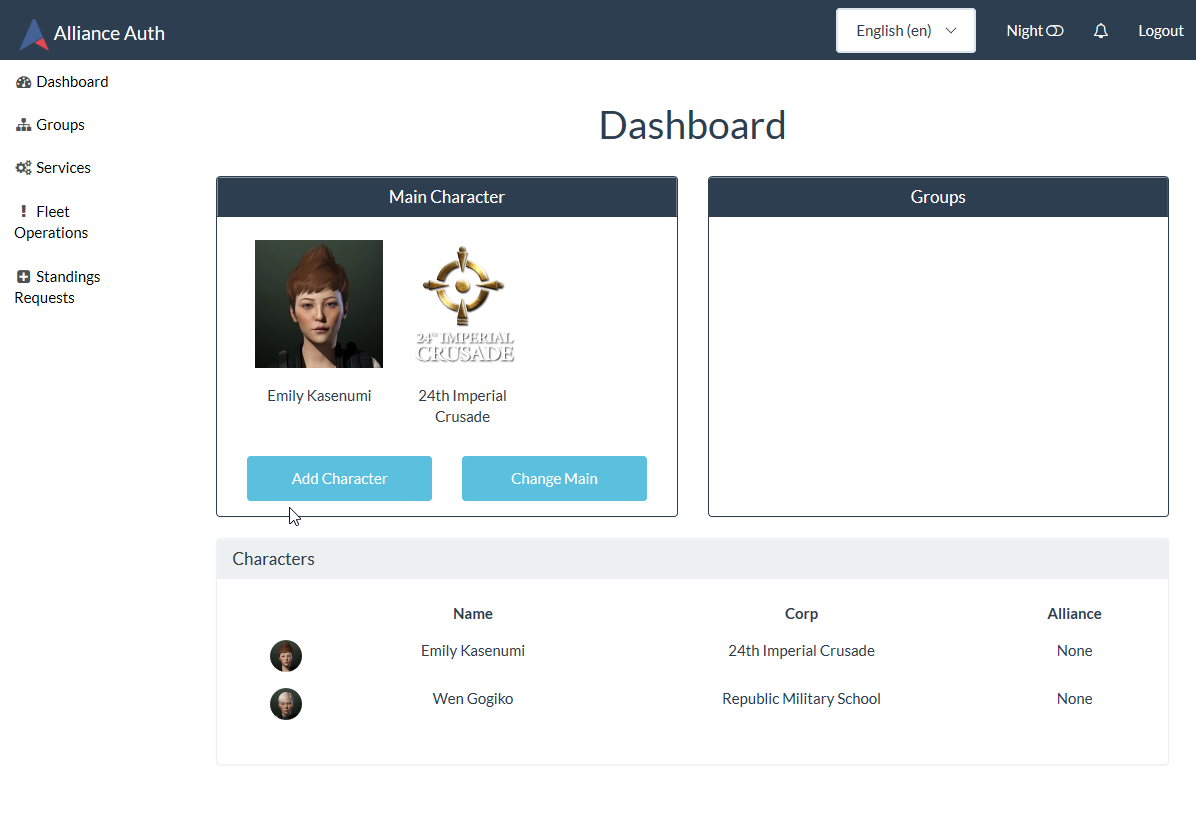 Alliance Auth
English (en)
Night
Logout
Dashboard
Groups
Services
Fleet
Operations
Standings
Requests
Dashboard
Main Character
24TH IMPERIAL
CRUSADE
Emily Kasenumi
24th Imperial
Crusade
Add Character
Change Main
Groups
Characters
Name Corp Alliance
Emily Kasenumi 24th Imperial Crusade None
Wen Gogiko Republic Military School None